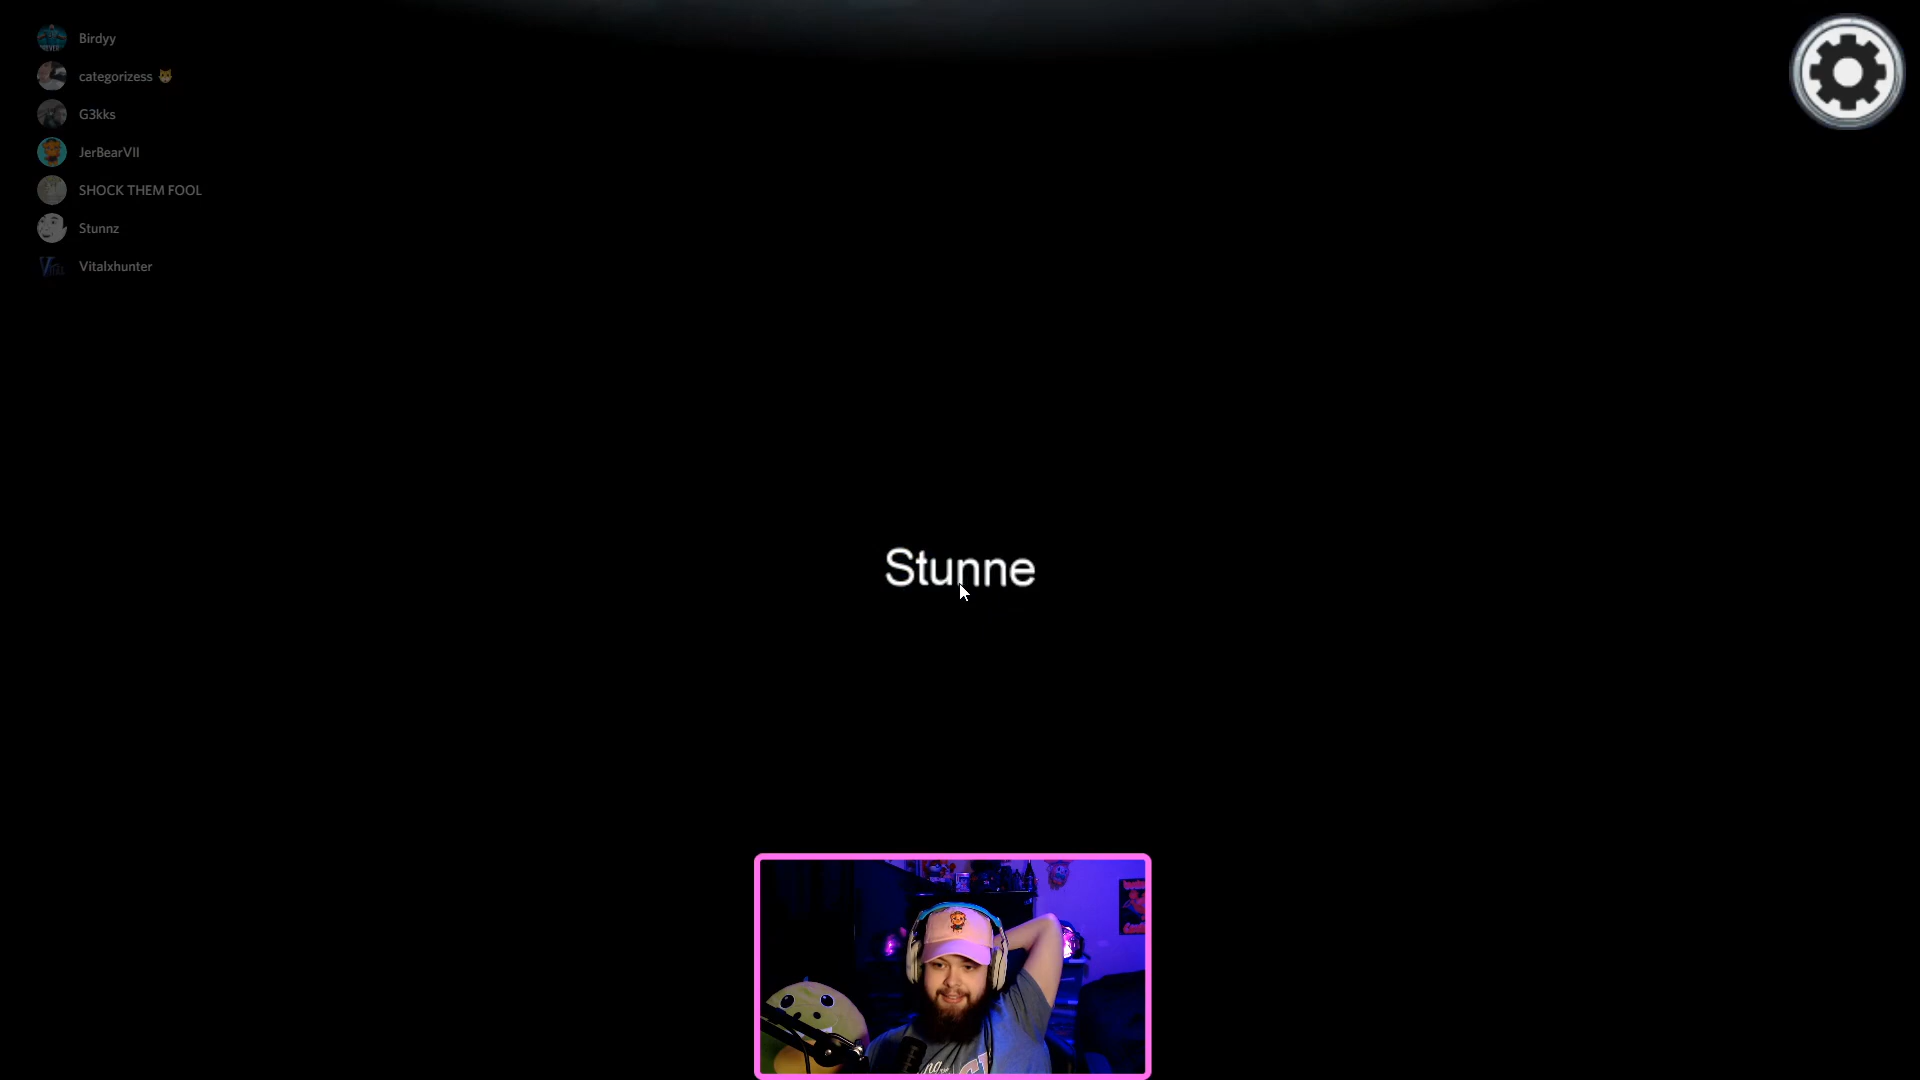 Birdyy
categorizess 🐱
G3kks
JerBearVII
SHOCK THEM FOOL
Stunnz
Vitalxhunter
Stunne